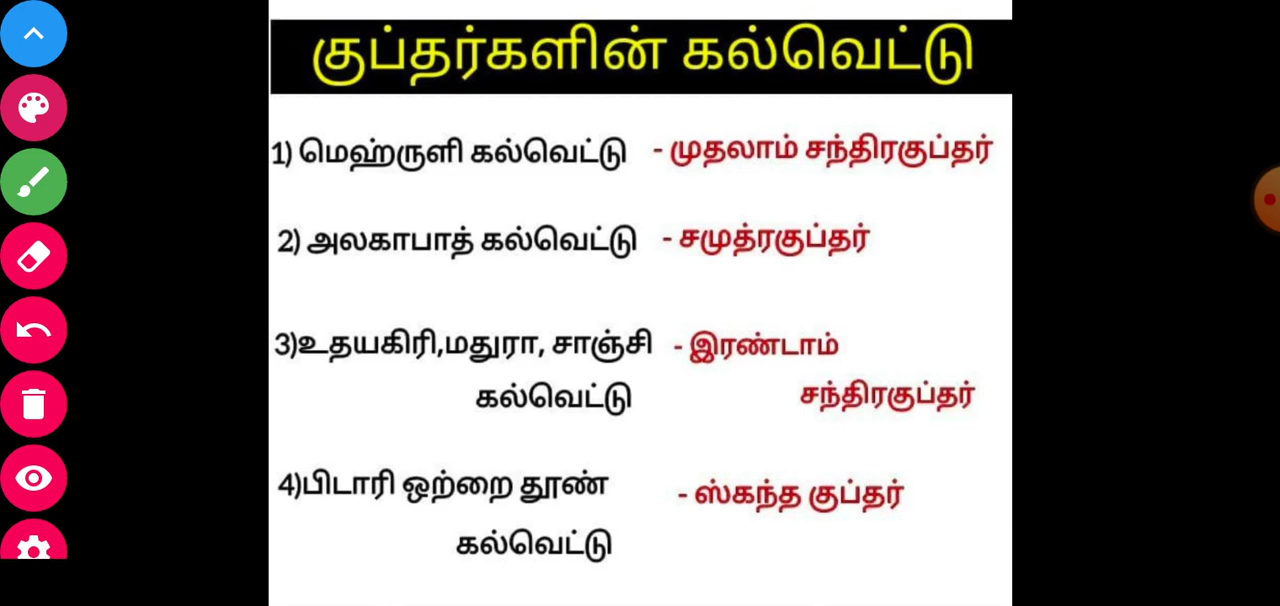 குப்தர்களின் கல்வெட்டு
1) மெஹ்ருளி கல்வெட்டு - முதலாம் சந்திரகுப்தர்
2) அலகாபாத் கல்வெட்டு - சமுத்ரகுப்தர்
3)உதயகிரி,மதுரா, சாஞ்சி - இரண்டாம்
கல்வெட்டு சந்திரகுப்தர்
4)பிடாரி ஒற்றை தூண் - ஸ்கந்த குப்தர்
கல்வெட்டு